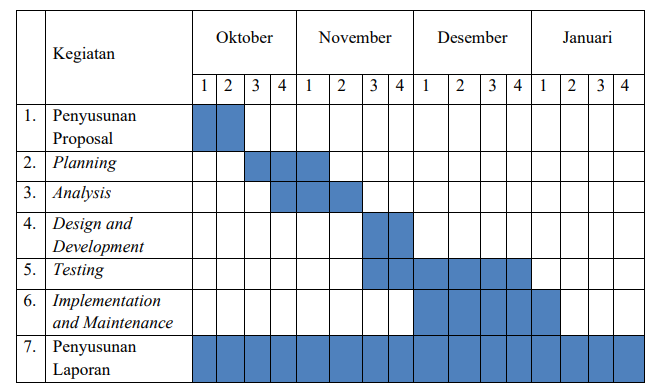 Kegiatan
Oktober November Desember Januari
1 2 3 4 1 2 3 4 1 2 3 4 1 2 3 4
1. Penyusunan
Proposal
2. Planning
3. Analysis
4. Design and
Development
5. Testing
6. Implementation
and Maintenance
7. Penyusunan
Laporan